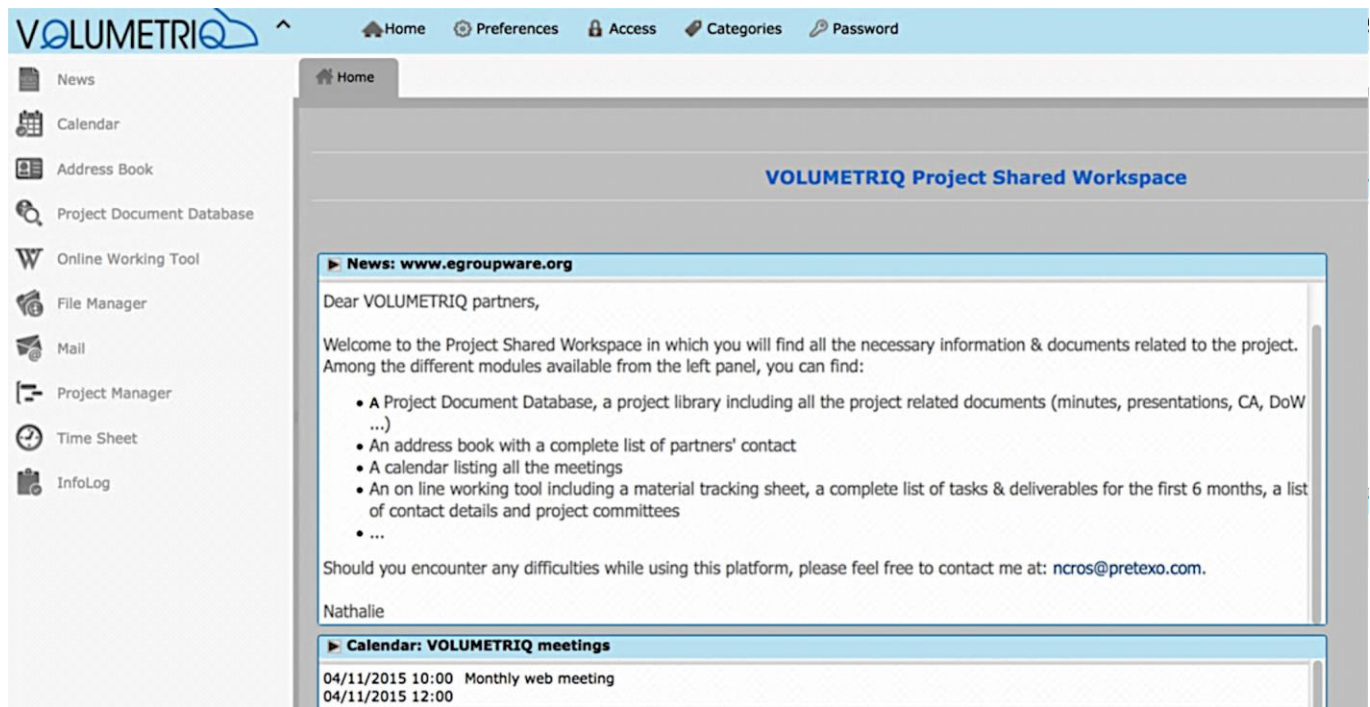 VOLUMETRIQ
Home Preferences Access Categories Password
News
Calendar
Address Book
Project Document Database
Online Working Tool
File Manager
Mail
Project Manager
Time Sheet
InfoLog
Home
VOLUMETRIQ Project Shared Workspace
News: www.egroupware.org
Dear VOLUMETRIQ partners,
Welcome to the Project Shared Workspace in which you will find all the necessary information & documents related to the project.
Among the different modules available from the left panel, you can find:
• A Project Document Database, a project library including all the project related documents (minutes, presentations, CA, DoW
...)
• An address book with a complete list of partners' contact
• A calendar listing all the meetings
• An on line working tool including a material tracking sheet, a complete list of tasks & deliverables for the first 6 months, a list
of contact details and project committees
• ...
Should you encounter any difficulties while using this platform, please feel free to contact me at: ncros@pretexo.com.
Nathalie
Calendar: VOLUMETRIQ meetings
04/11/2015 10:00 Monthly web meeting
04/11/2015 12:00